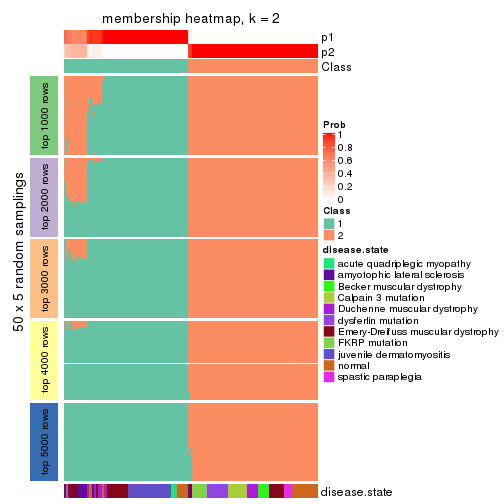 membership heatmap, k = 2
p1
p2
Class
50 x 5 random samplings
top 1000 rows
top 2000 rows
top 3000 rows
top 4000 rows
top 5000 rows
disease.state
Prob
1
0.8
0.6
0.4
0.2
0
Class
1
2
disease.state
acute quadriplegic myopathy
amyotophic lateral sclerosis
Becker muscular dystrophy
Calpain 3 mutation
Duchenne muscular dystrophy
dysferlin mutation
Emery-Dreifuss muscular dystrophy
FKRP mutation
juvenile dermatomyositis
normal
spastic paraplegia